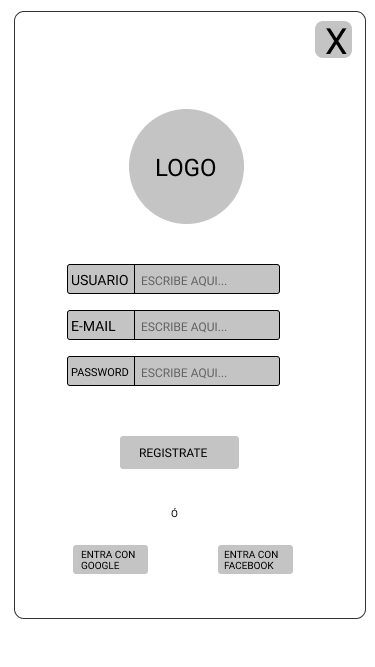 X
LOGO
USUARIO ESCRIBE AQUI...
E-MAIL ESCRIBE AQUI...
PASSWORD ESCRIBE AQUI...
REGISTRATE
Ó
ENTRA CON
GOOGLE
ENTRA CON
FACEBOOK